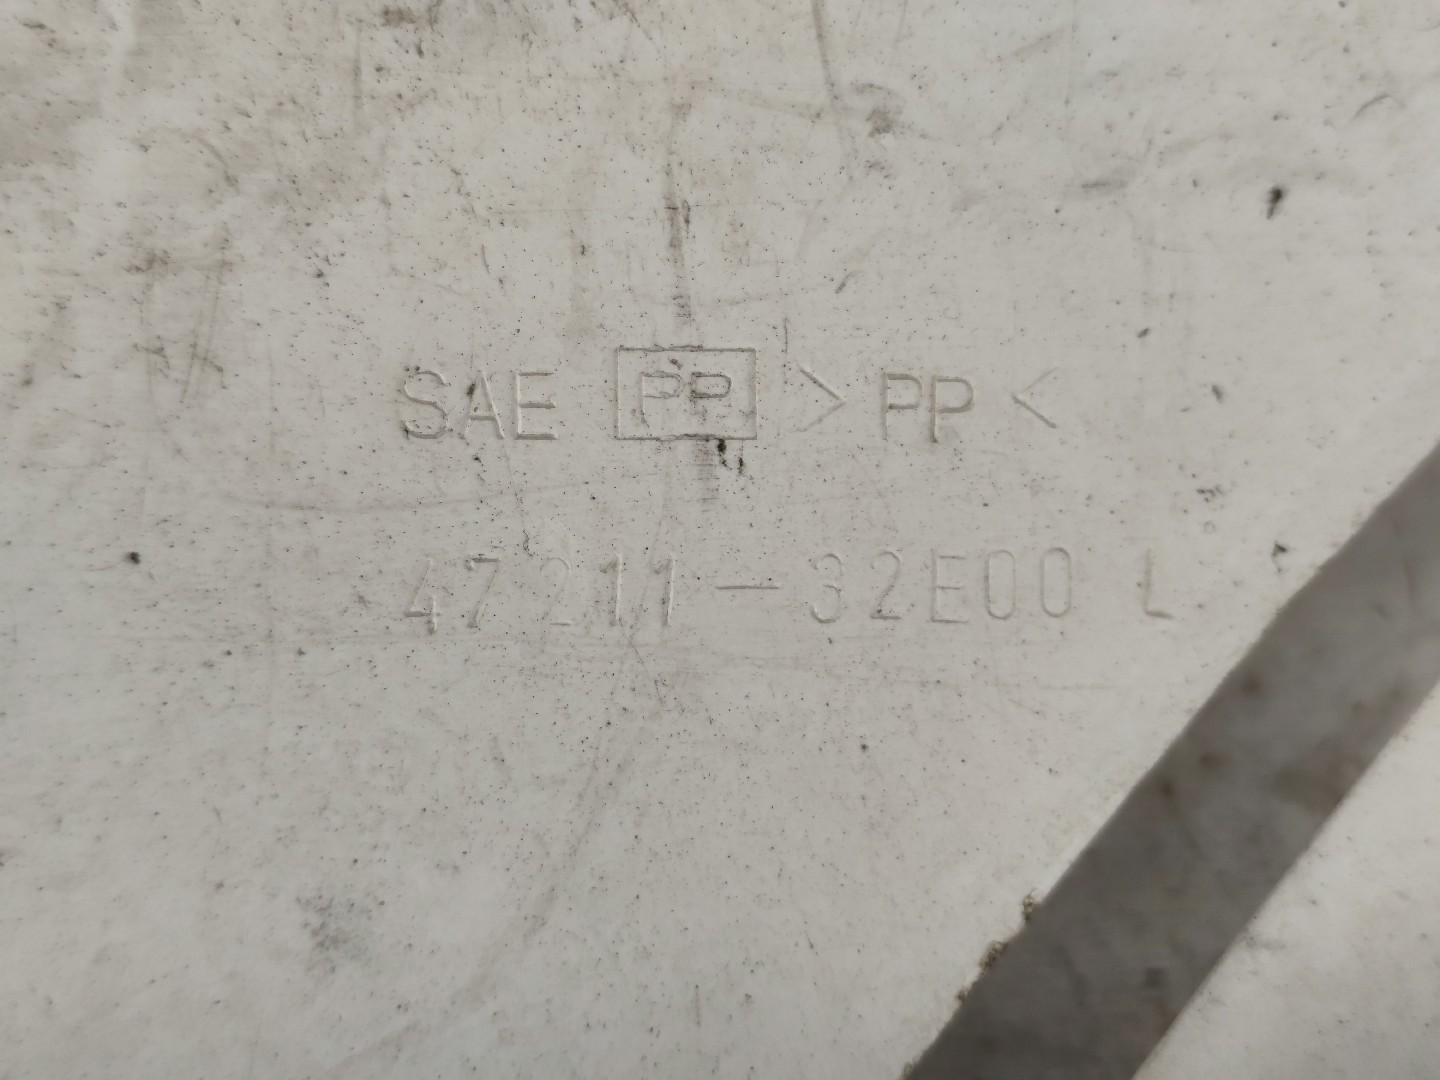 SAE PP > PP <
47211-32E00 L